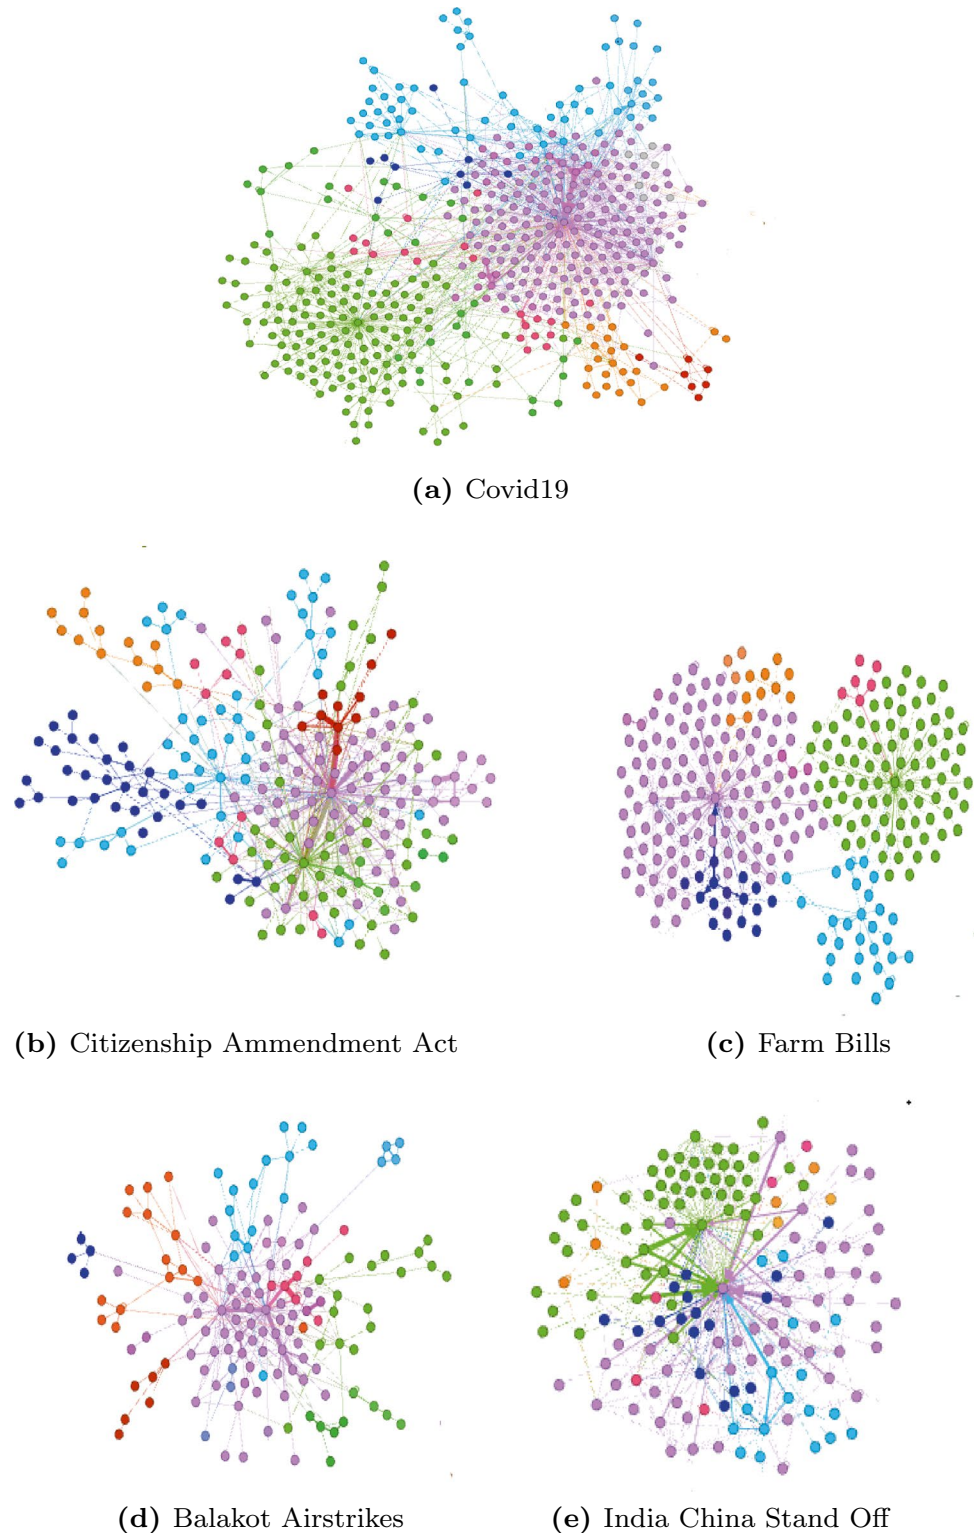 (a) Covid19
(b) Citizenship Ammendment Act
(c) Farm Bills
(d) Balakot Airstrikes
(e) India China Stand Off